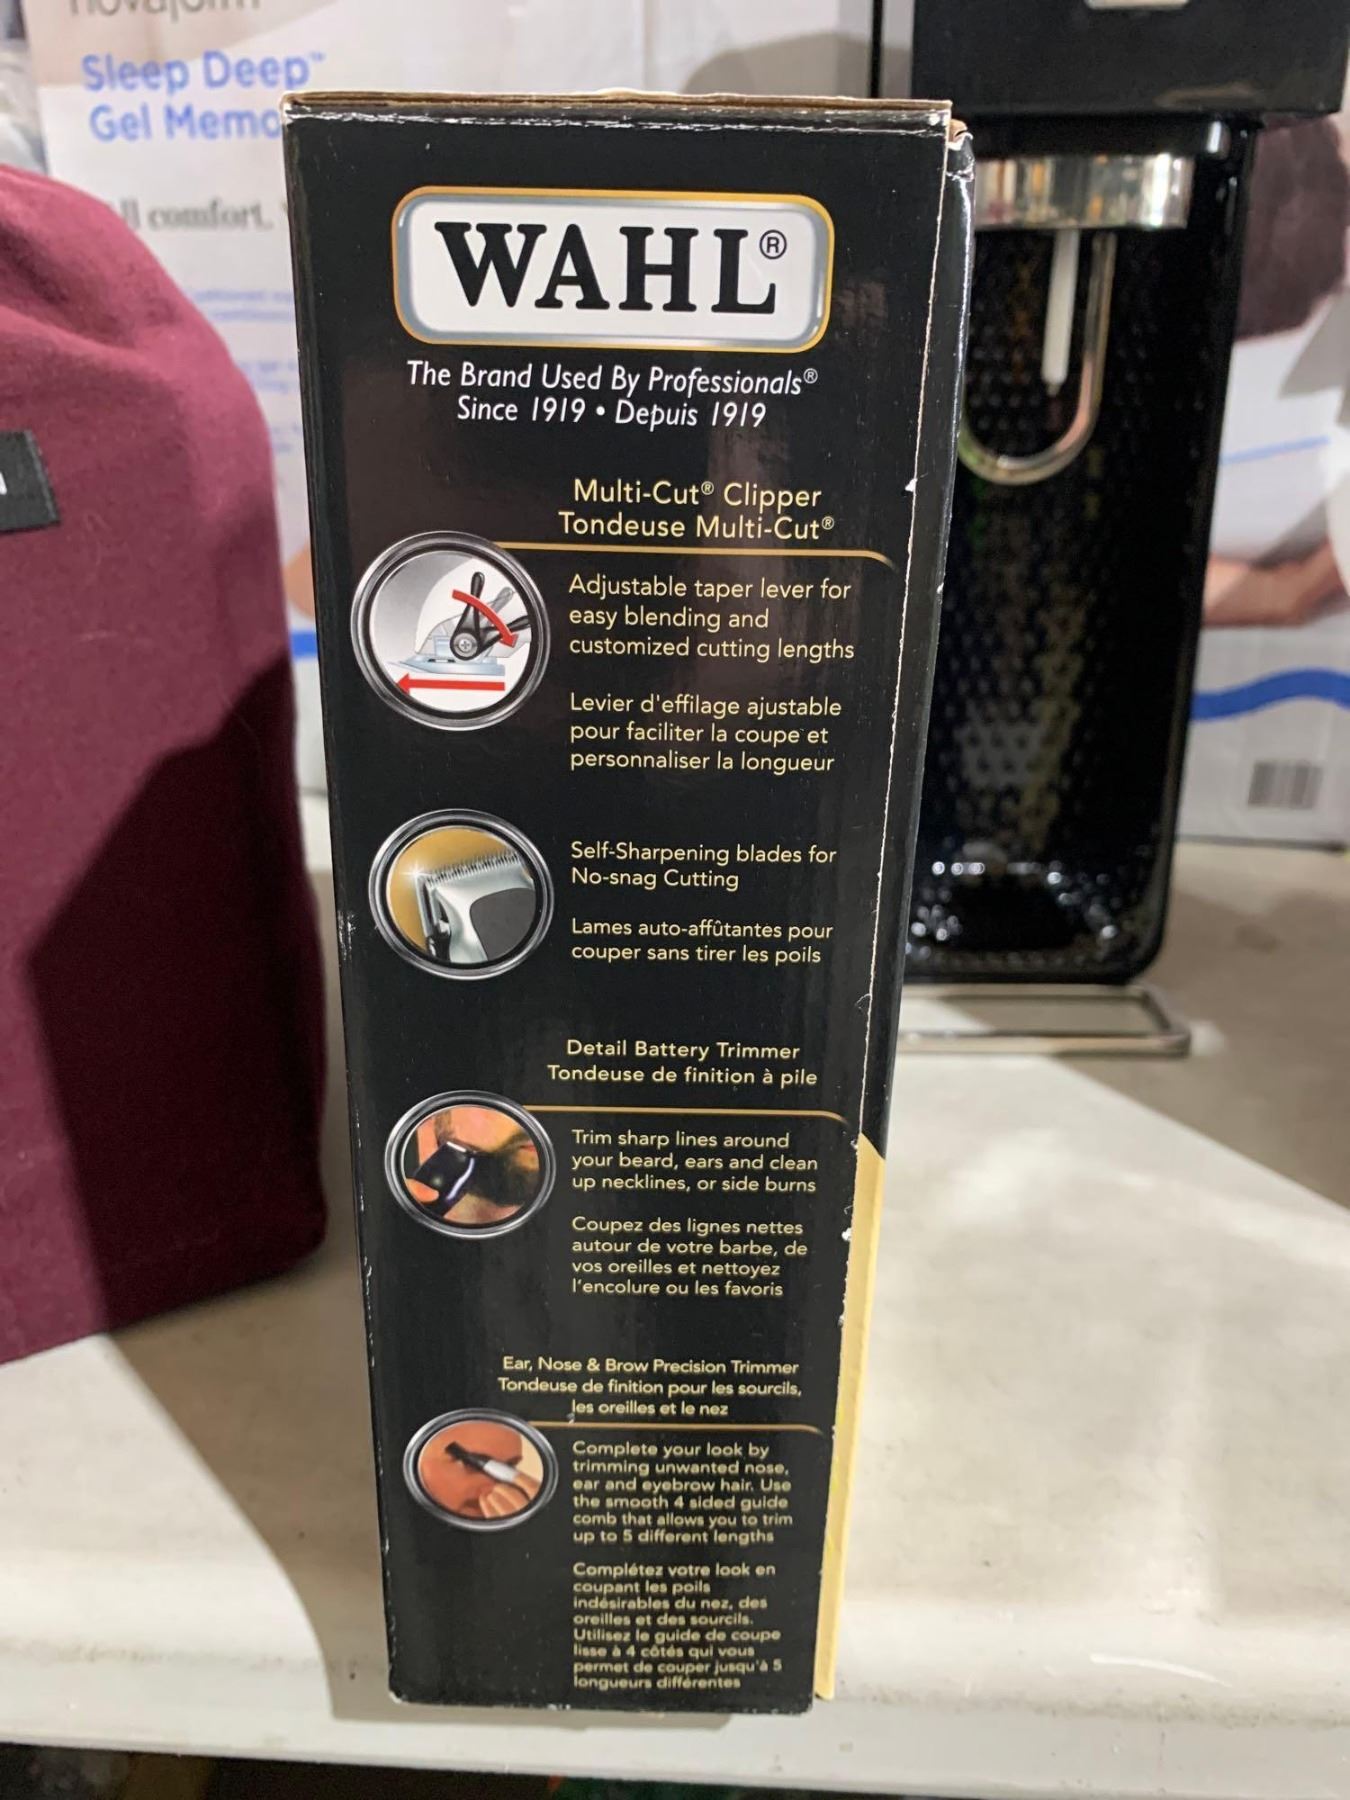 Sleep Deep™
Gel Memo
ll comfort.
WAHL®
The Brand Used By Professionals®
Since 1919 • Depuis 1919
Multi-Cut® Clipper
Tondeuse Multi-Cut®
Adjustable taper lever for
easy blending and
customized cutting lengths
Levier d'effilage ajustable
pour faciliter la coupe et
personnaliser la longueur
Self-Sharpening blades for
No-snag Cutting
Lames auto-affûtantes pour
couper sans tirer les poils
Detail Battery Trimmer
Tondeuse de finition à pile
Trim sharp lines around
your beard, ears and clean
up necklines, or side burns
Coupez des lignes nettes
autour de votre barbe, de
vos oreilles et nettoyez
l'encolure ou les favoris
Ear, Nose & Brow Precision Trimmer
Tondeuse de finition pour les sourcils,
les oreilles et le nez
Complete your look by
trimming unwanted nose,
ear and eyebrow hair. Use
the smooth 4 sided guide
comb that allows you to trim
up to 5 different lengths
Complétez votre look en
coupant les poils
indésirables du nez, des
oreilles et des sourcils.
Utilisez le guide de coupe
lisse à 4 côtés qui vous
permet de couper jusqu'à 5
longueurs différentes